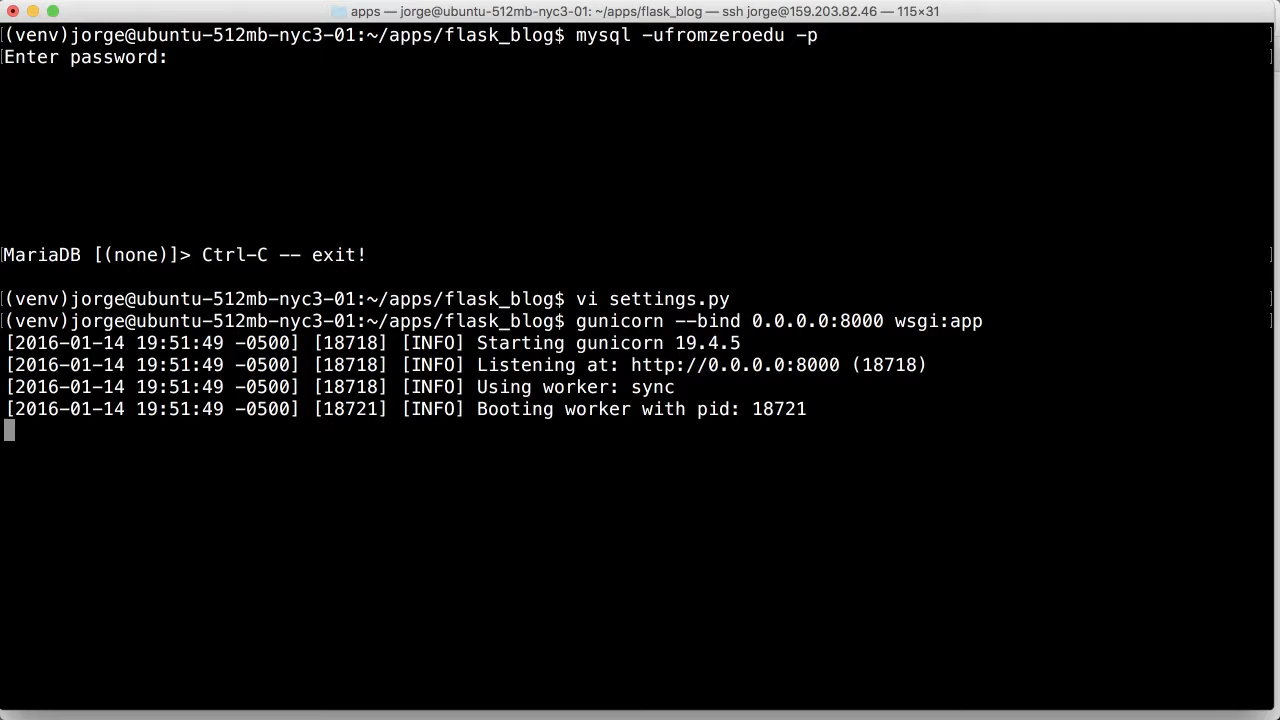 apps — jorge@ubuntu-512mb-nyc3-01: ~/apps/flask_blog — ssh jorge@159.203.82.46 — 115×31
(venv)jorge@ubuntu-512mb-nyc3-01:~/apps/flask_blog$ mysql -ufromzeroedu -p
Enter password:
MariaDB [(none)]> Ctrl-C -- exit!
(venv)jorge@ubuntu-512mb-nyc3-01:~/apps/flask_blog$ vi settings.py
(venv)jorge@ubuntu-512mb-nyc3-01:~/apps/flask_blog$ gunicorn --bind 0.0.0.0:8000 wsgi:app
[2016-01-14 19:51:49 -0500] [18718] [INFO] Starting gunicorn 19.4.5
[2016-01-14 19:51:49 -0500] [18718] [INFO] Listening at: http://0.0.0.0:8000 (18718)
[2016-01-14 19:51:49 -0500] [18718] [INFO] Using worker: sync
[2016-01-14 19:51:49 -0500] [18721] [INFO] Booting worker with pid: 18721